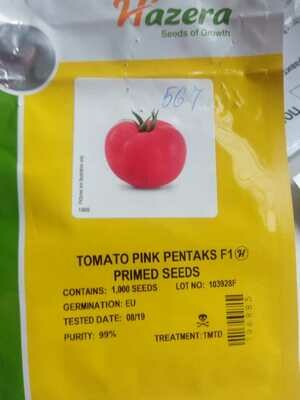 Hazera
Seeds of Growth
567
TOMATO PINK PENTAKS F1 H
PRIMED SEEDS
CONTAINS: 1,000 SEEDS LOT NO: 103928F
GERMINATION: EU
TESTED DATE: 08/19
PURITY: 99% TREATMENT: TMTD